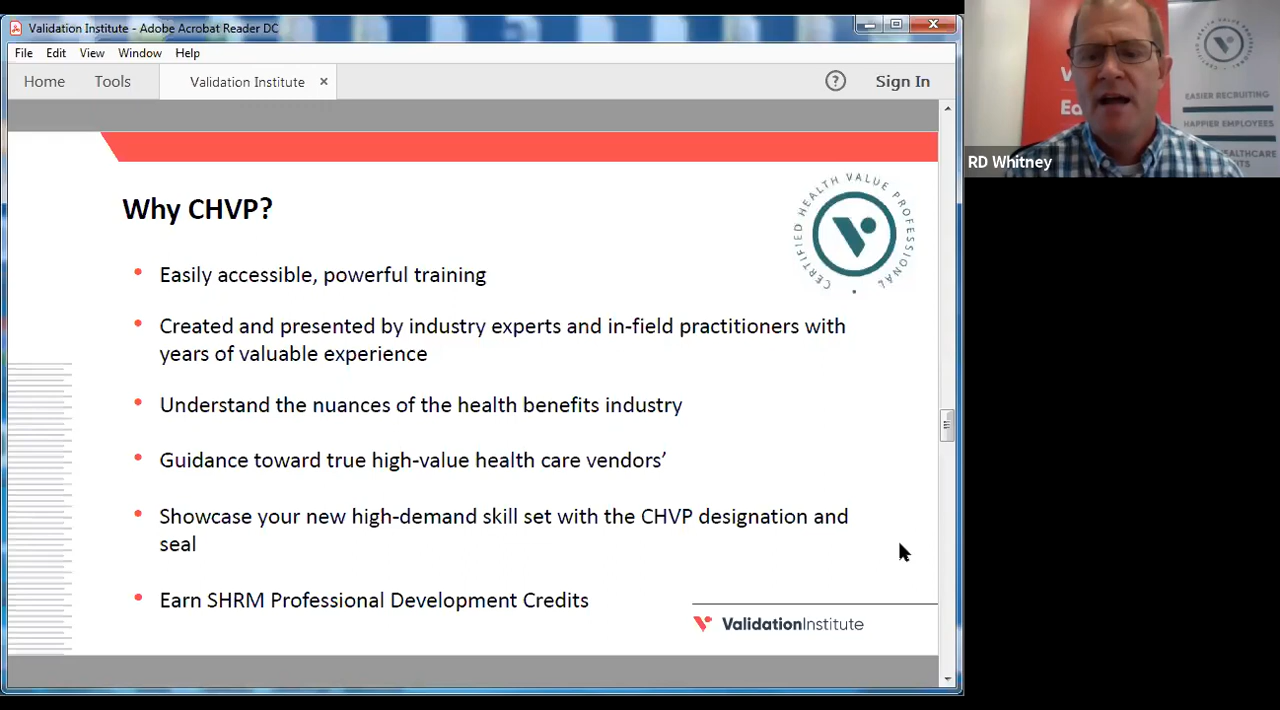 Validation Institute - Adobe Acrobat Reader DC
File Edit View Window Help
Home Tools Validation Institute × ? Sign In
Why CHVP?
CERTIFIED HEALTH VALUE PROFESSIONAL
• Easily accessible, powerful training
• Created and presented by industry experts and in-field practitioners with
years of valuable experience
• Understand the nuances of the health benefits industry
• Guidance toward true high-value health care vendors’
• Showcase your new high-demand skill set with the CHVP designation and
seal
• Earn SHRM Professional Development Credits
ValidationInstitute
EASIER RECRUITING
HAPPIER EMPLOYEES
RD Whitney